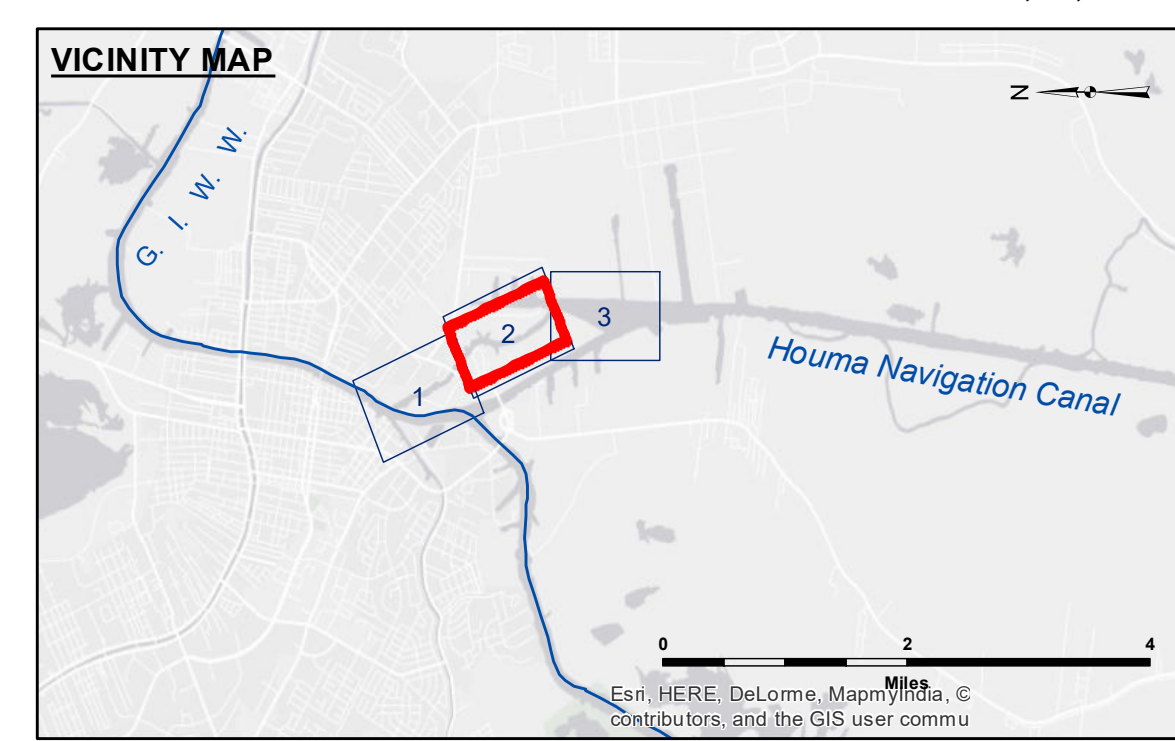 VICINITY MAP
N
G. I. W. W.
1
2
3
Houma Navigation Canal
0 2 4
Miles
Esri, HERE, DeLorme, MapmyIndia, ©
contributors, and the GIS user commu